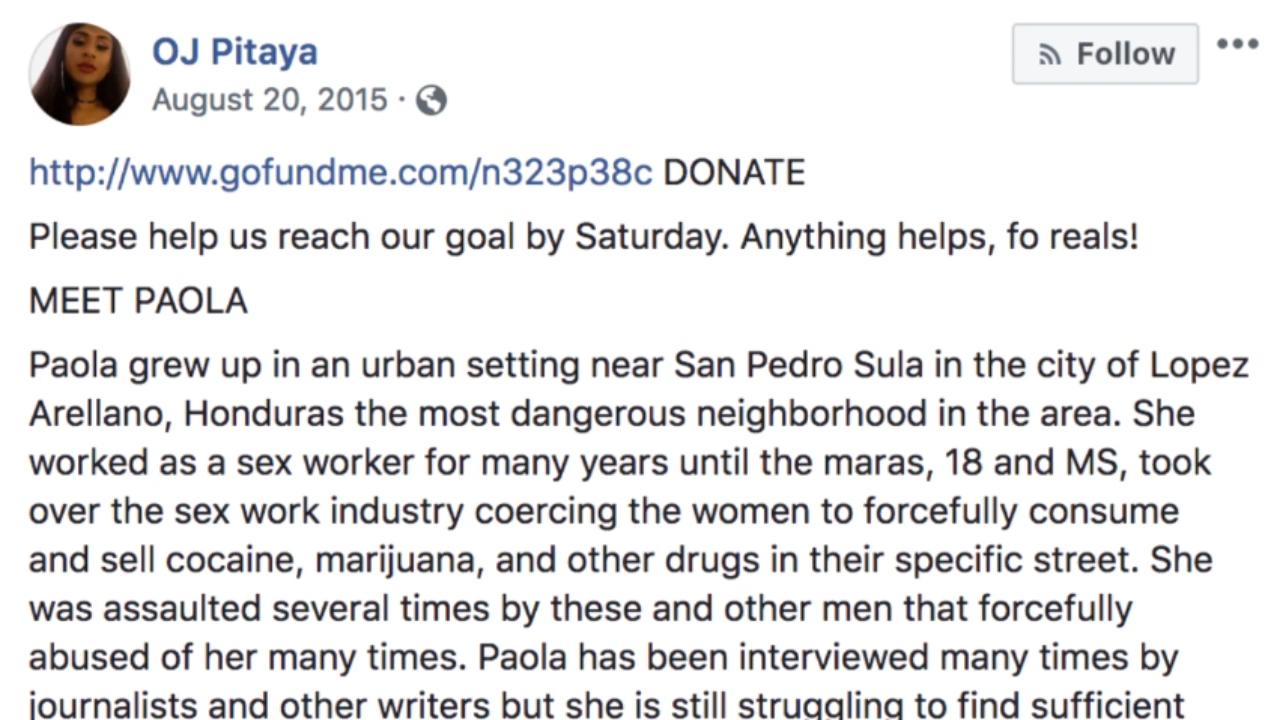 OJ Pitaya
Follow
August 20, 2015 ·
http://www.gofundme.com/n323p38c DONATE
Please help us reach our goal by Saturday. Anything helps, fo reals!
MEET PAOLA
Paola grew up in an urban setting near San Pedro Sula in the city of Lopez
Arellano, Honduras the most dangerous neighborhood in the area. She
worked as a sex worker for many years until the maras, 18 and MS, took
over the sex work industry coercing the women to forcefully consume
and sell cocaine, marijuana, and other drugs in their specific street. She
was assaulted several times by these and other men that forcefully
abused of her many times. Paola has been interviewed many times by
journalists and other writers but she is still struggling to find sufficient